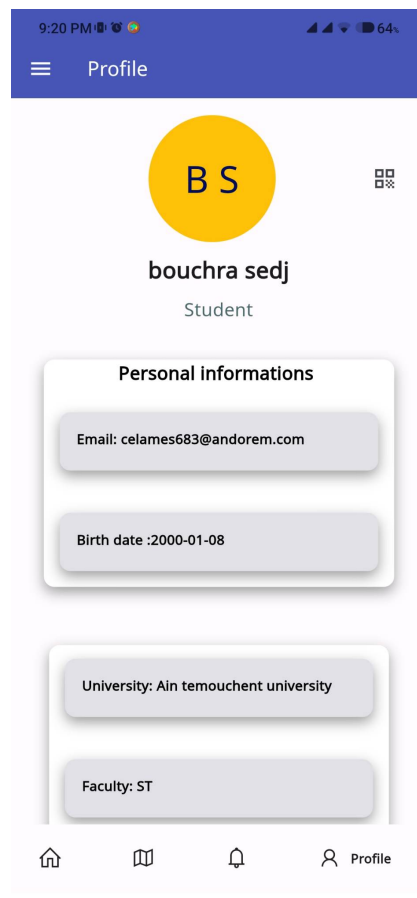 9:20 PM
64%
Profile
B S
bouchra sedj
Student
Personal informations
Email: celames683@andorem.com
Birth date :2000-01-08
University: Ain temouchent university
Faculty: ST
Profile